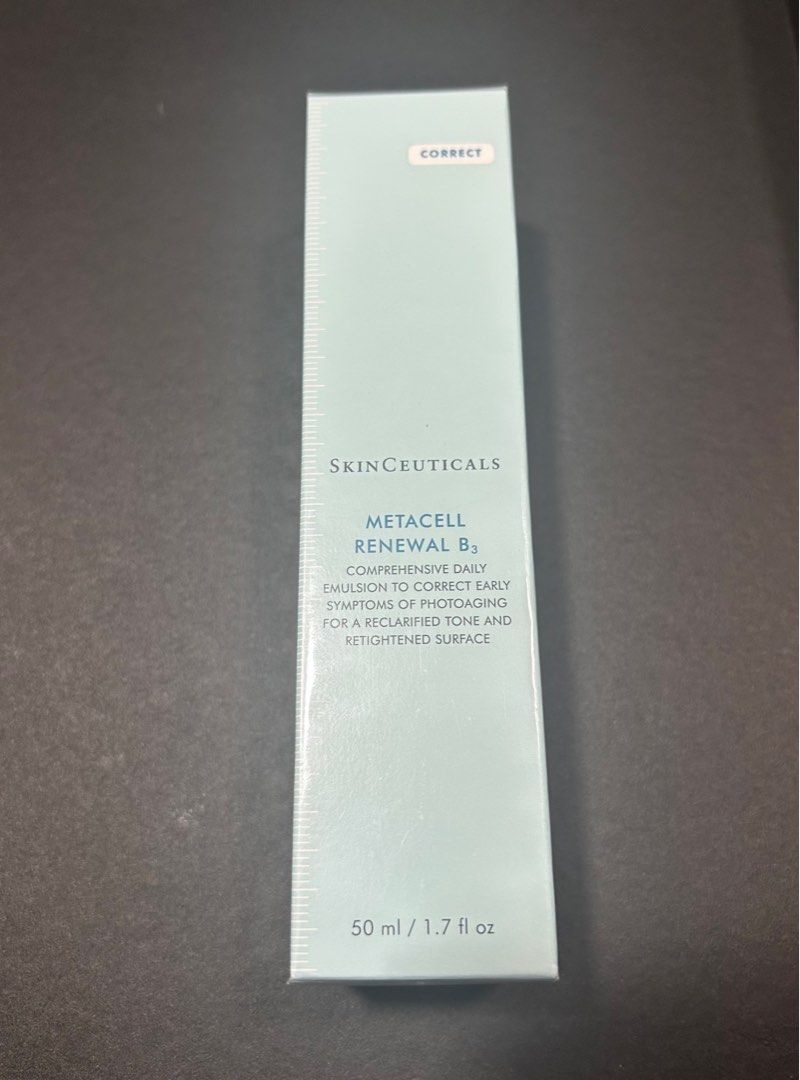 CORRECT
SKINCEUTICALS
METACELL
RENEWAL B₃
COMPREHENSIVE DAILY
EMULSION TO CORRECT EARLY
SYMPTOMS OF PHOTOAGING
FOR A RECLARIFIED TONE AND
RETIGHTENED SURFACE
50 ml / 1.7 fl oz